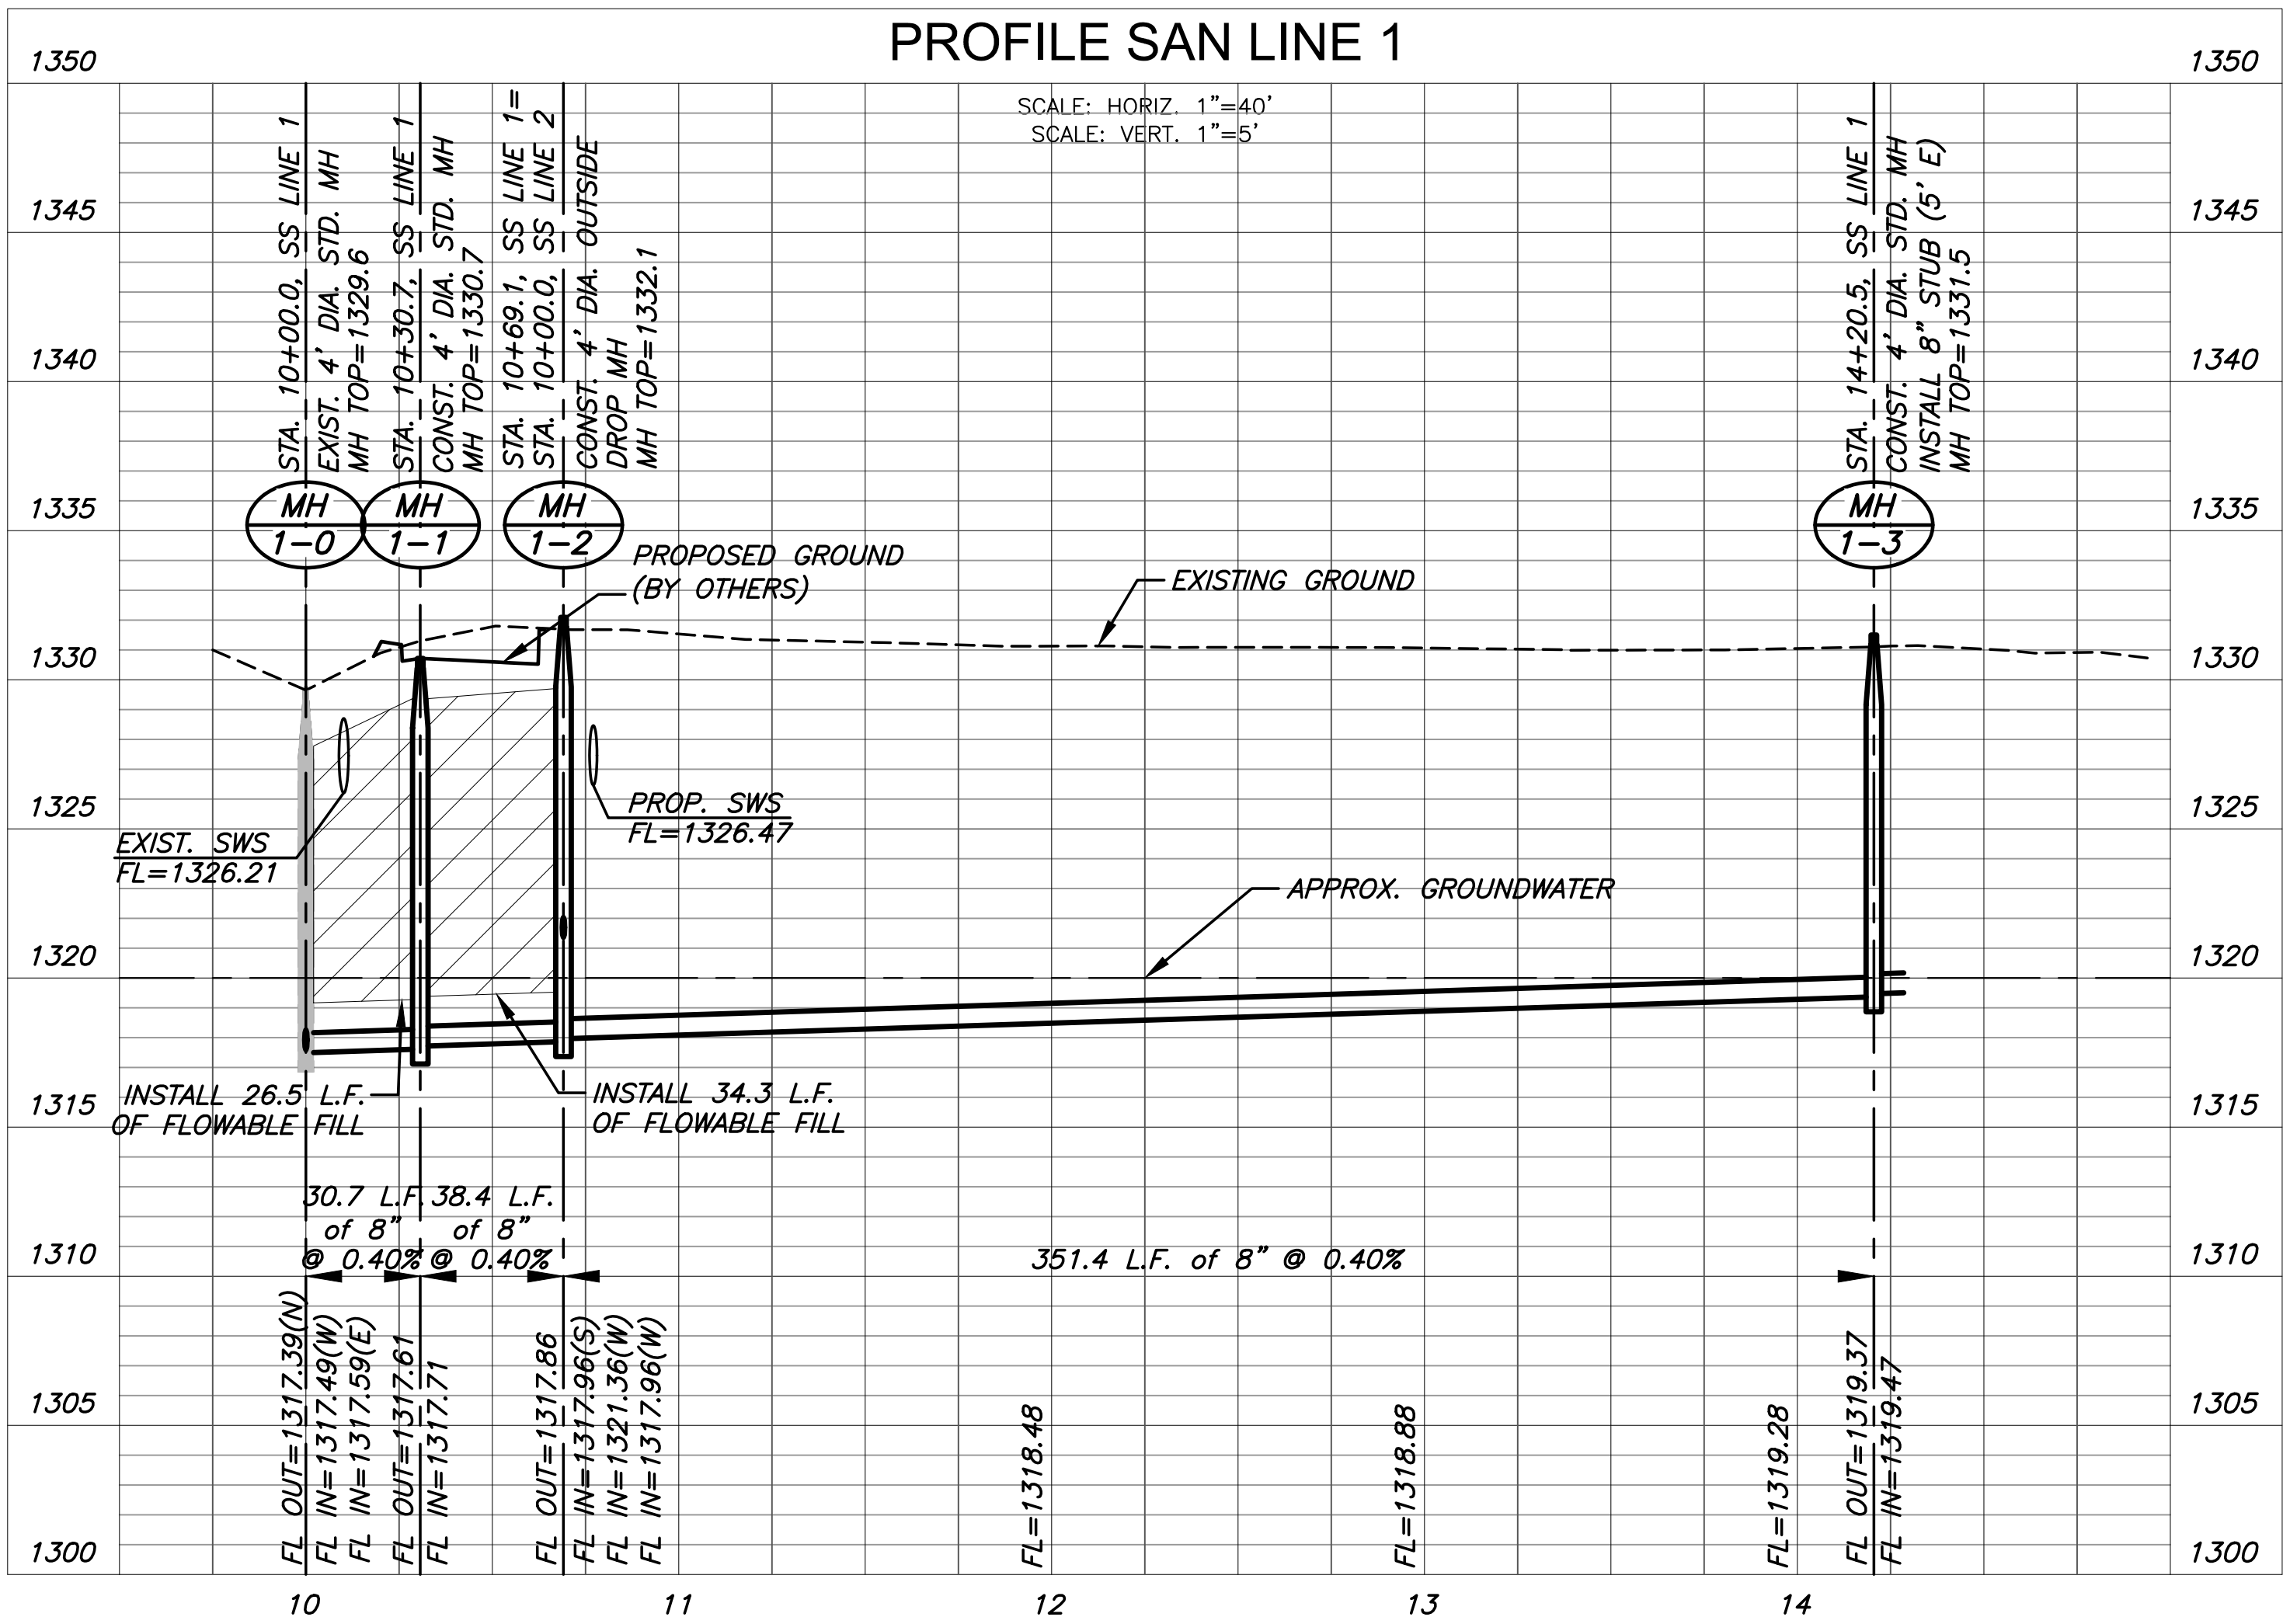 PROFILE SAN LINE 1
SCALE: HORIZ. 1"=40'
SCALE: VERT. 1"=5'
1350
1350
1345
1345
1340
1340
1335
1335
1330
1330
1325
1325
1320
1320
1315
1315
1310
1310
1305
1305
1300
1300
STA. 10+00.0, SS LINE 1
EXIST. 4' DIA. STD. MH
MH TOP=1329.6
STA. 10+30.7, SS LINE 1
CONST. 4' DIA. STD. MH
MH TOP=1330.7
STA. 10+69.1, SS LINE 1=
STA. 10+00.0, SS LINE 2
CONST. 4' DIA. OUTSIDE
DROP MH
MH TOP=1332.1
STA. 14+20.5, SS LINE 1
CONST. 4' DIA. STD. MH
INSTALL 8" STUB (5' E)
MH TOP=1331.5
MH
1-0
MH
1-1
MH
1-2
MH
1-3
PROPOSED GROUND
(BY OTHERS)
EXISTING GROUND
EXIST. SWS
FL=1326.21
PROP. SWS
FL=1326.47
APPROX. GROUNDWATER
INSTALL 26.5 L.F.
OF FLOWABLE FILL
INSTALL 34.3 L.F.
OF FLOWABLE FILL
30.7 L.F.
of 8"
@ 0.40%
38.4 L.F.
of 8"
@ 0.40%
351.4 L.F. of 8" @ 0.40%
FL OUT=1317.39(N)
FL IN=1317.49(W)
FL IN=1317.59(E)
FL OUT=1317.61
FL IN=1317.71
FL OUT=1317.86
FL IN=1317.96(S)
FL IN=1321.36(W)
FL IN=1317.96(W)
FL=1318.48
FL=1318.88
FL=1319.28
FL OUT=1319.37
FL IN=1319.47
10
11
12
13
14